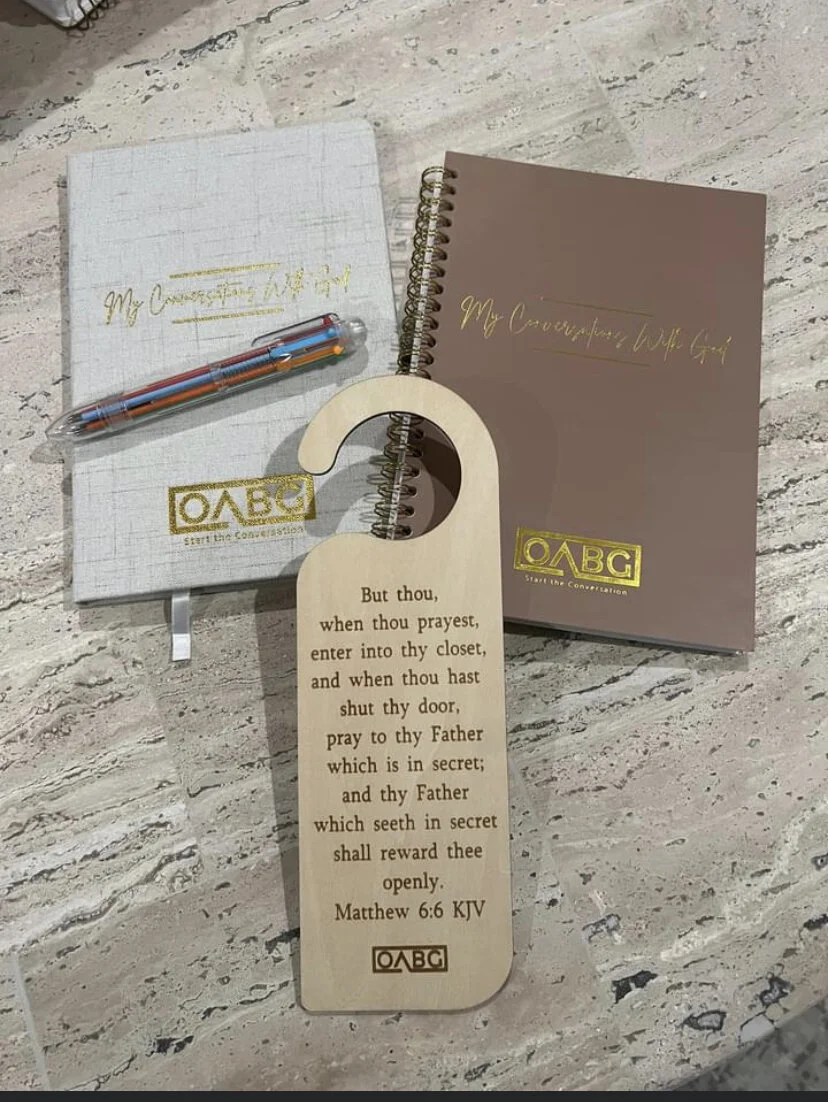 My Conversations With God
OABG
Start the Conversation
My Conversations With God
OABG
Start the Conversation
But thou,
when thou prayest,
enter into thy closet,
and when thou hast
shut thy door,
pray to thy Father
which is in secret;
and thy Father
which seeth in secret
shall reward thee
openly.
Matthew 6:6 KJV
OABG